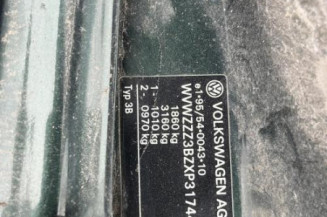 VOLKSWAGEN AG
e1*95/54*0043*10
WVWZZZ3BZXP3174
1860 kg
3160 kg
1 - 1010 kg
2 - 0970 kg
Typ 3B